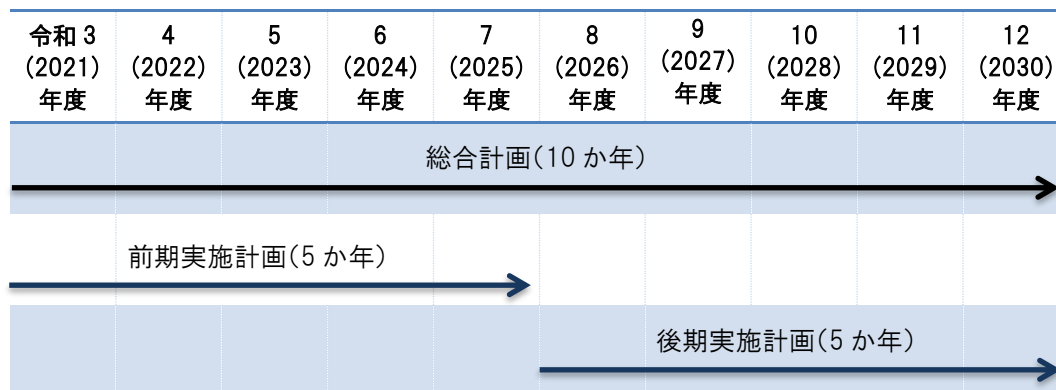 令和3 4 5 6 7 8 9 10 11 12
(2021) (2022) (2023) (2024) (2025) (2026) (2027) (2028) (2029) (2030)
年度 年度 年度 年度 年度 年度 年度 年度 年度 年度
総合計画(10か年)
前期実施計画(5か年)
後期実施計画(5か年)